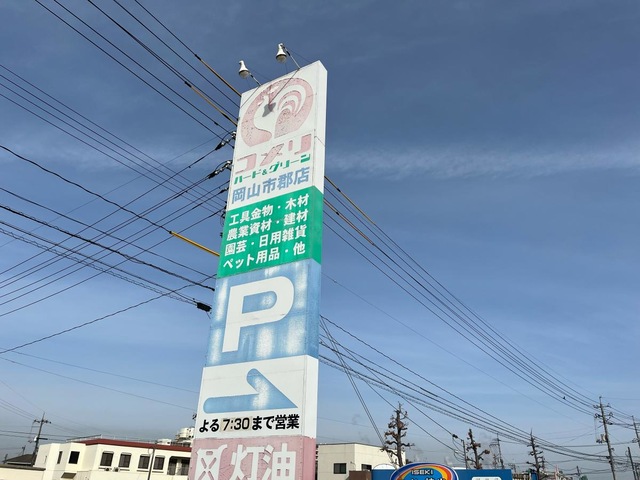 コメリ
ハード&グリーン
岡山市郡店
工具金物・木材
農業資材・建材
園芸・日用雑貨
ペット用品・他
P
よる7:30まで営業
灯油
ISEKI